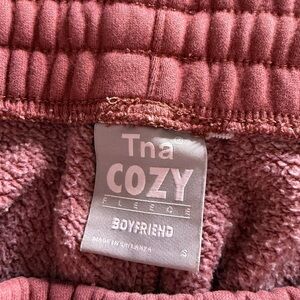 Tna
COZY
FLEECE
BOYFRIEND
MADE IN SRI LANKA
S